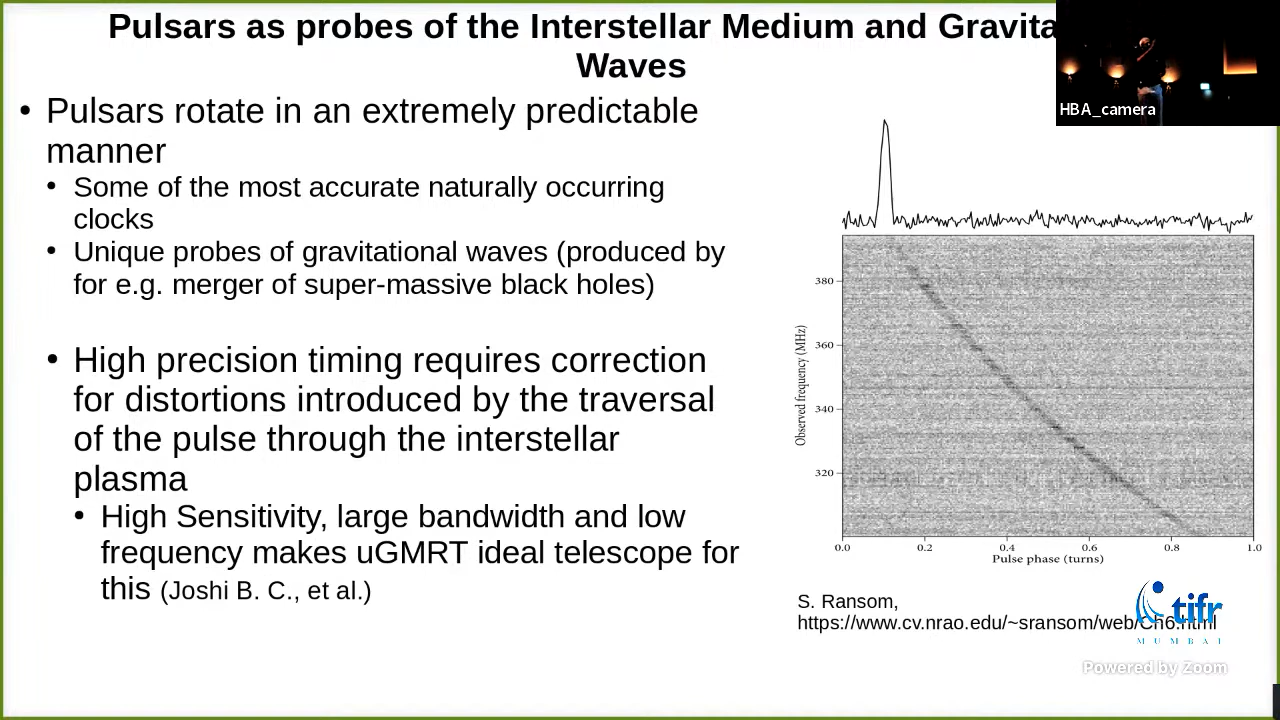 Pulsars as probes of the Interstellar Medium and Gravita
Waves
HBA_camera
• Pulsars rotate in an extremely predictable
manner
• Some of the most accurate naturally occurring
clocks
• Unique probes of gravitational waves (produced by
for e.g. merger of super-massive black holes)
• High precision timing requires correction
for distortions introduced by the traversal
of the pulse through the interstellar
plasma
• High Sensitivity, large bandwidth and low
frequency makes uGMRT ideal telescope for
this (Joshi B. C., et al.)
Observed frequency (MHz)
380
360
340
320
0.0 0.2 0.4 0.6 0.8 1.0
Pulse phase (turns)
S. Ransom,
https://www.cv.nrao.edu/~sransom/web/Ch6.html
tifr
MUMBAI
Powered by Zoom